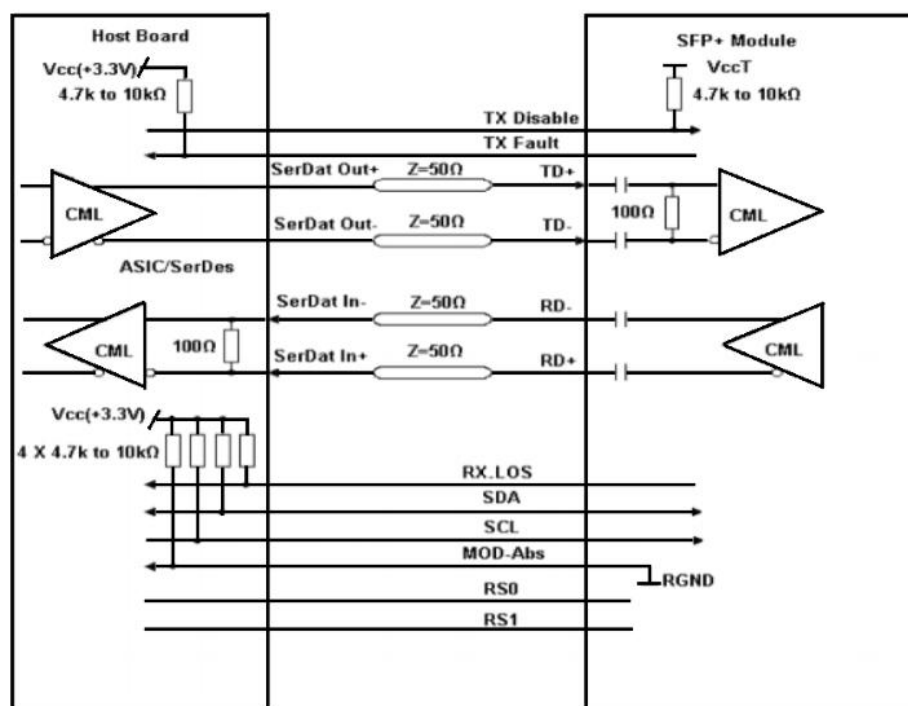 Host Board
SFP+ Module
Vcc(+3.3V)
4.7k to 10kΩ
VccT
4.7k to 10kΩ
TX Disable
TX Fault
SerDat Out+
Z=50Ω
TD+
CML
100Ω
CML
SerDat Out-
Z=50Ω
TD-
ASIC/SerDes
SerDat In-
Z=50Ω
RD-
CML
100Ω
CML
SerDat In+
Z=50Ω
RD+
Vcc(+3.3V)
4 X 4.7k to 10kΩ
RX.LOS
SDA
SCL
MOD-Abs
RGND
RS0
RS1